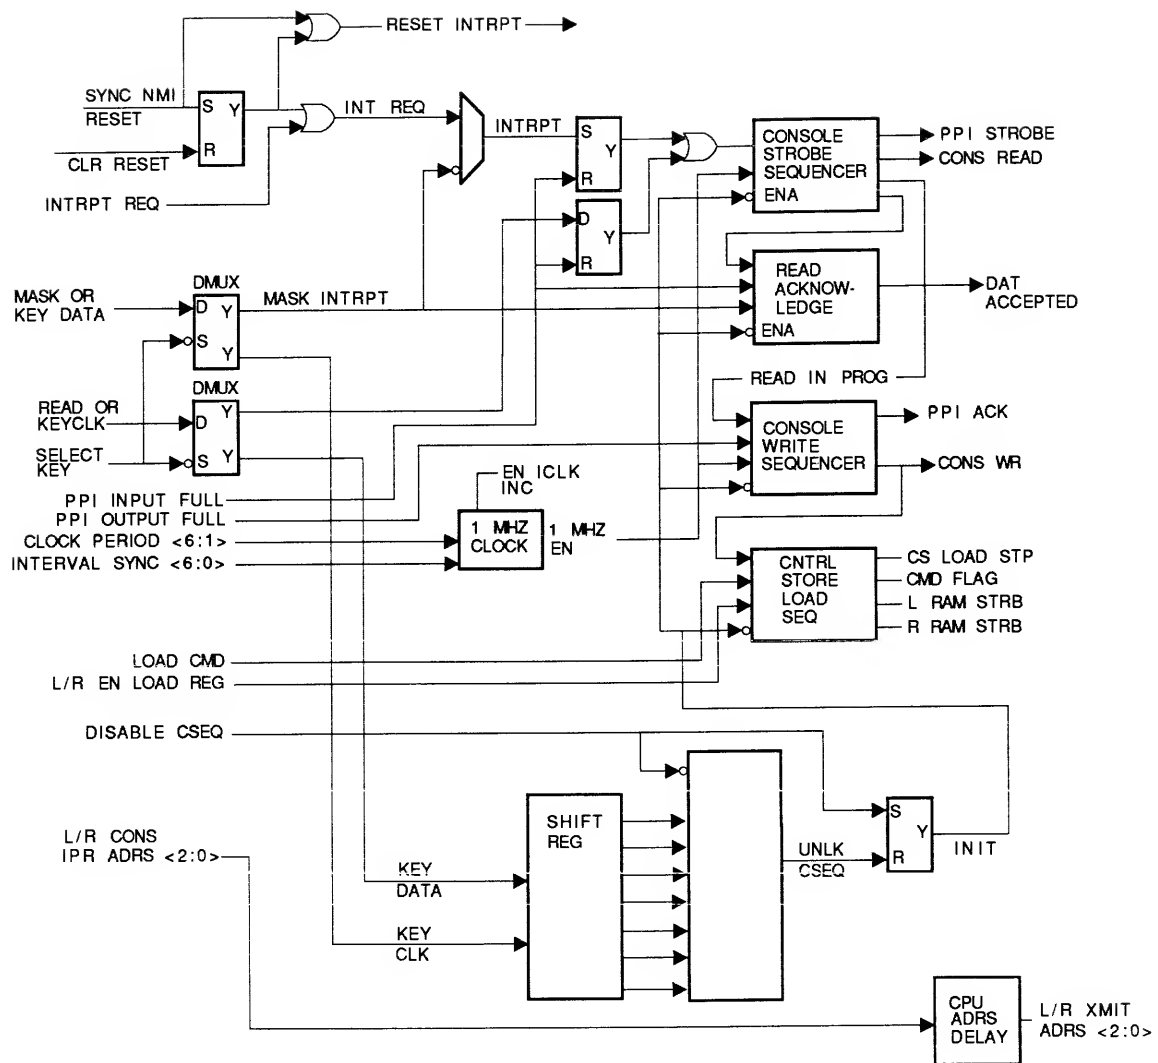 RESET INTRPT
SYNC NMI
RESET
S Y
R
CLR RESET
INTRPT REQ
INT REQ
INTRPT
S
Y
R
D
Y
R
CONSOLE
STROBE
SEQUENCER
ENA
PPI STROBE
CONS READ
READ
ACKNOW-
LEDGE
ENA
DAT
ACCEPTED
DMUX
MASK OR
KEY DATA
D Y
S
Y
MASK INTRPT
DMUX
READ OR
KEYCLK
SELECT
KEY
Y
D
Y
S
READ IN PROG
CONSOLE
WRITE
SEQUENCER
PPI ACK
CONS WR
PPI INPUT FULL
PPI OUTPUT FULL
CLOCK PERIOD <6:1>
INTERVAL SYNC <6:0>
EN ICLK
INC
1 MHZ
CLOCK
1 MHZ
EN
CNTRL
STORE
LOAD
SEQ
CS LOAD STP
CMD FLAG
L RAM STRB
R RAM STRB
LOAD CMD
L/R EN LOAD REG
DISABLE CSEQ
SHIFT
REG
L/R CONS
IPR ADRS <2:0>
KEY
DATA
KEY
CLK
UNLK
CSEQ
S
Y
R
INIT
CPU
ADRS
DELAY
L/R XMIT
ADRS <2:0>